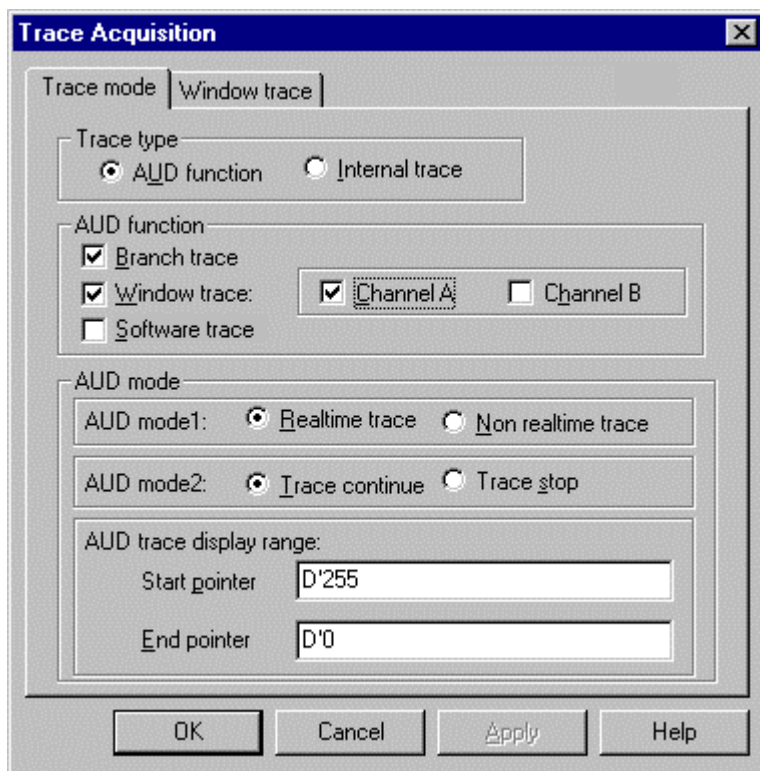 Trace Acquisition
Trace mode Window trace
Trace type
AUD function Internal trace
AUD function
Branch trace
Window trace: Channel A Channel B
Software trace
AUD mode
AUD mode1: Realtime trace Non realtime trace
AUD mode2: Trace continue Trace stop
AUD trace display range:
Start pointer D'255
End pointer D'0
OK Cancel Apply Help